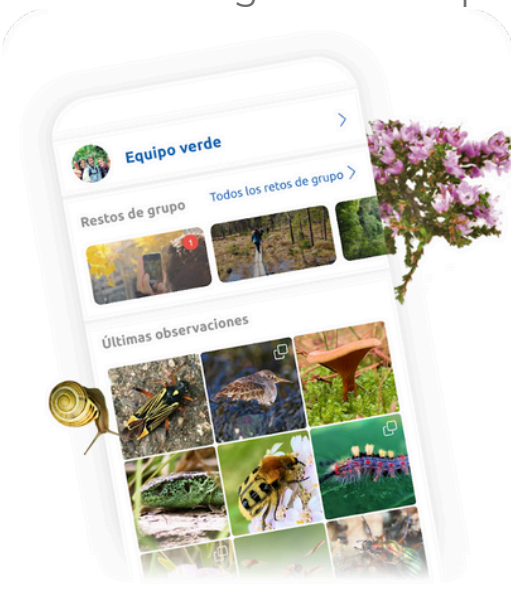 Equipo verde
Restos de grupo
Todos los retos de grupo
1
Últimas observaciones